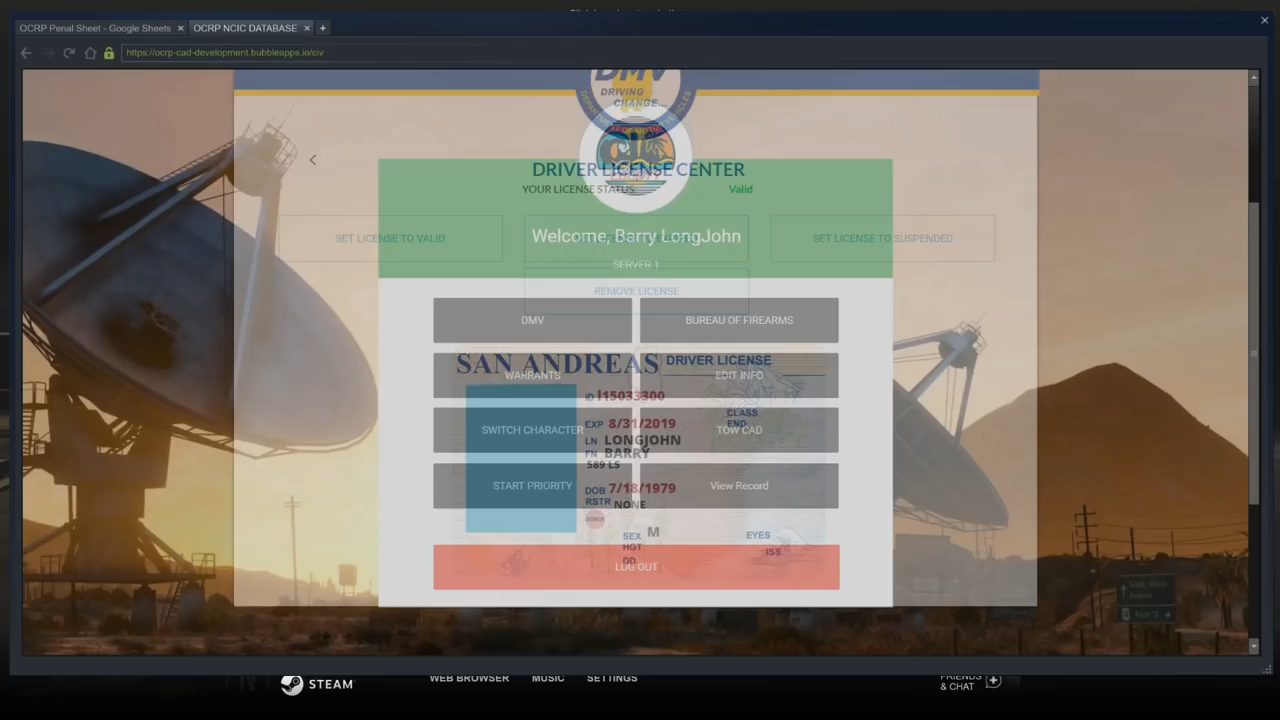 OCRP Penal Sheet - Google Sheets × OCRP NCIC DATABASE × +
https://ocrp-cad-development.bubbleapps.io/civ
DMV
DRIVING
CHANGE...
DRIVER LICENSE CENTER
YOUR LICENSE STATUS: Valid
SET LICENSE TO VALID
SET LICENSE TO SUSPENDED
Welcome, Barry LongJohn
SERVER 1
REMOVE LICENSE
DMV
BUREAU OF FIREARMS
SAN ANDREAS DRIVER LICENSE
WARRANTS
EDIT INFO
ID I15033300
CLASS
END
EXP 8/31/2019
SWITCH CHARACTER
TOW CAD
LN LONGJOHN
FN BARRY
589 LS
START PRIORITY
View Record
DOB 7/18/1979
RSTR NONE
SEX M
EYES
HGT
ISS.
DD
LOG OUT
STEAM
WEB BROWSER
MUSIC
SETTINGS
FRIENDS
& CHAT